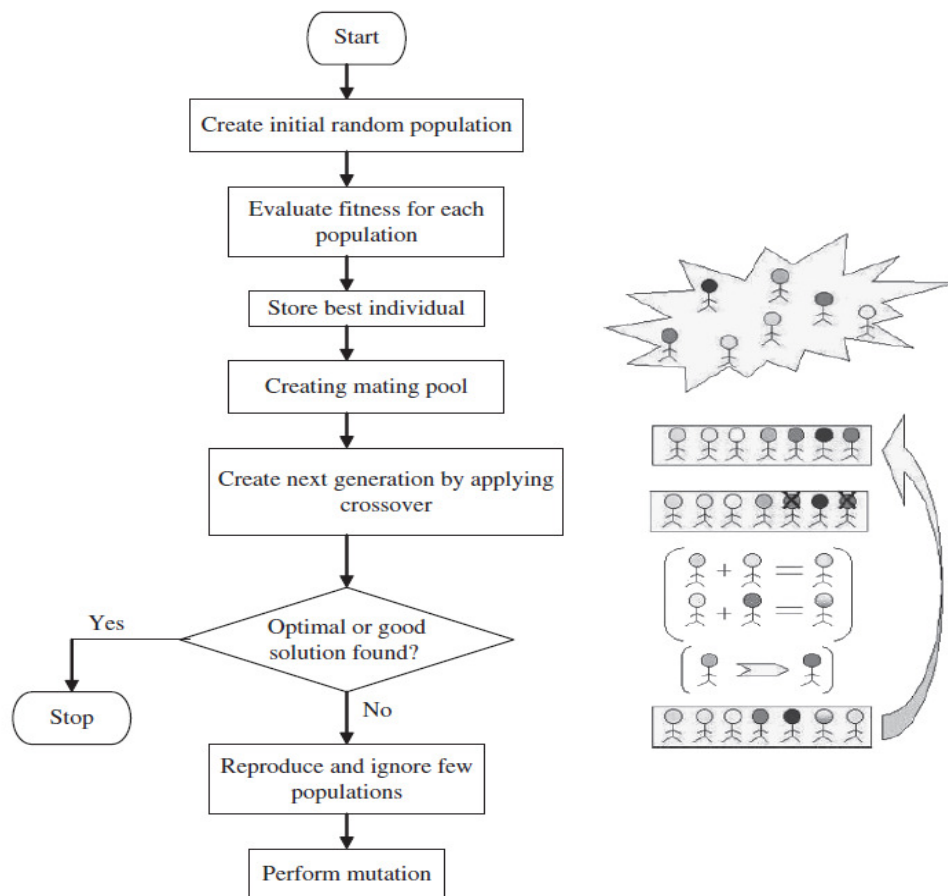 Start
Create initial random population
Evaluate fitness for each
population
Store best individual
Creating mating pool
Create next generation by applying
crossover
Yes
Optimal or good
solution found?
Stop
No
Reproduce and ignore few
populations
Perform mutation